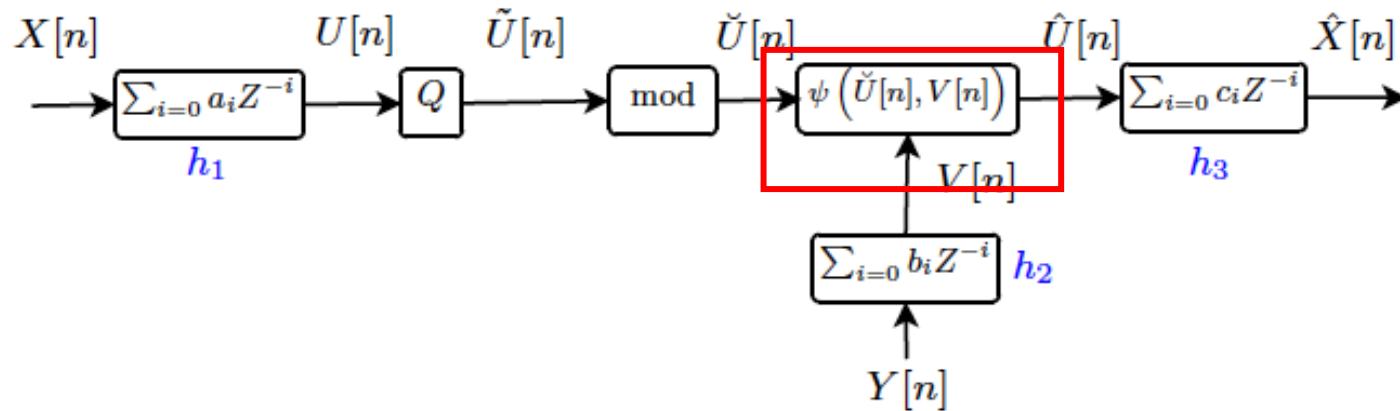 X[n] U[n] Ũ[n] Ŭ[n] Û[n] X̂[n]
∑_{i=0} a_i Z^{-i} Q mod ψ(Ŭ[n], V[n]) ∑_{i=0} c_i Z^{-i}
h_1 V[n] h_3
∑_{i=0} b_i Z^{-i} h_2
Y[n]